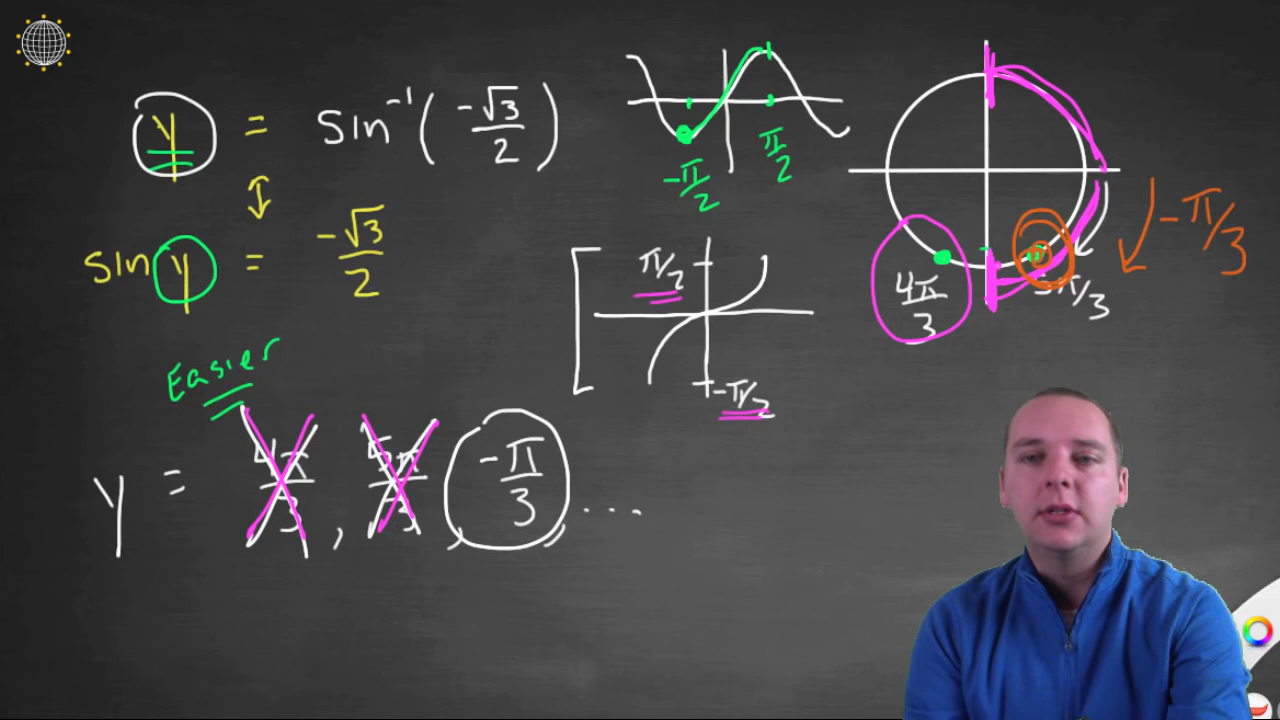 y = sin⁻¹(-√3/2)
sin y = -√3/2
Easier
y = 4π/3, 5π/3, -π/3, ...
-π/2
π/2
π/2
-π/2
4π/3
5π/3
-π/3